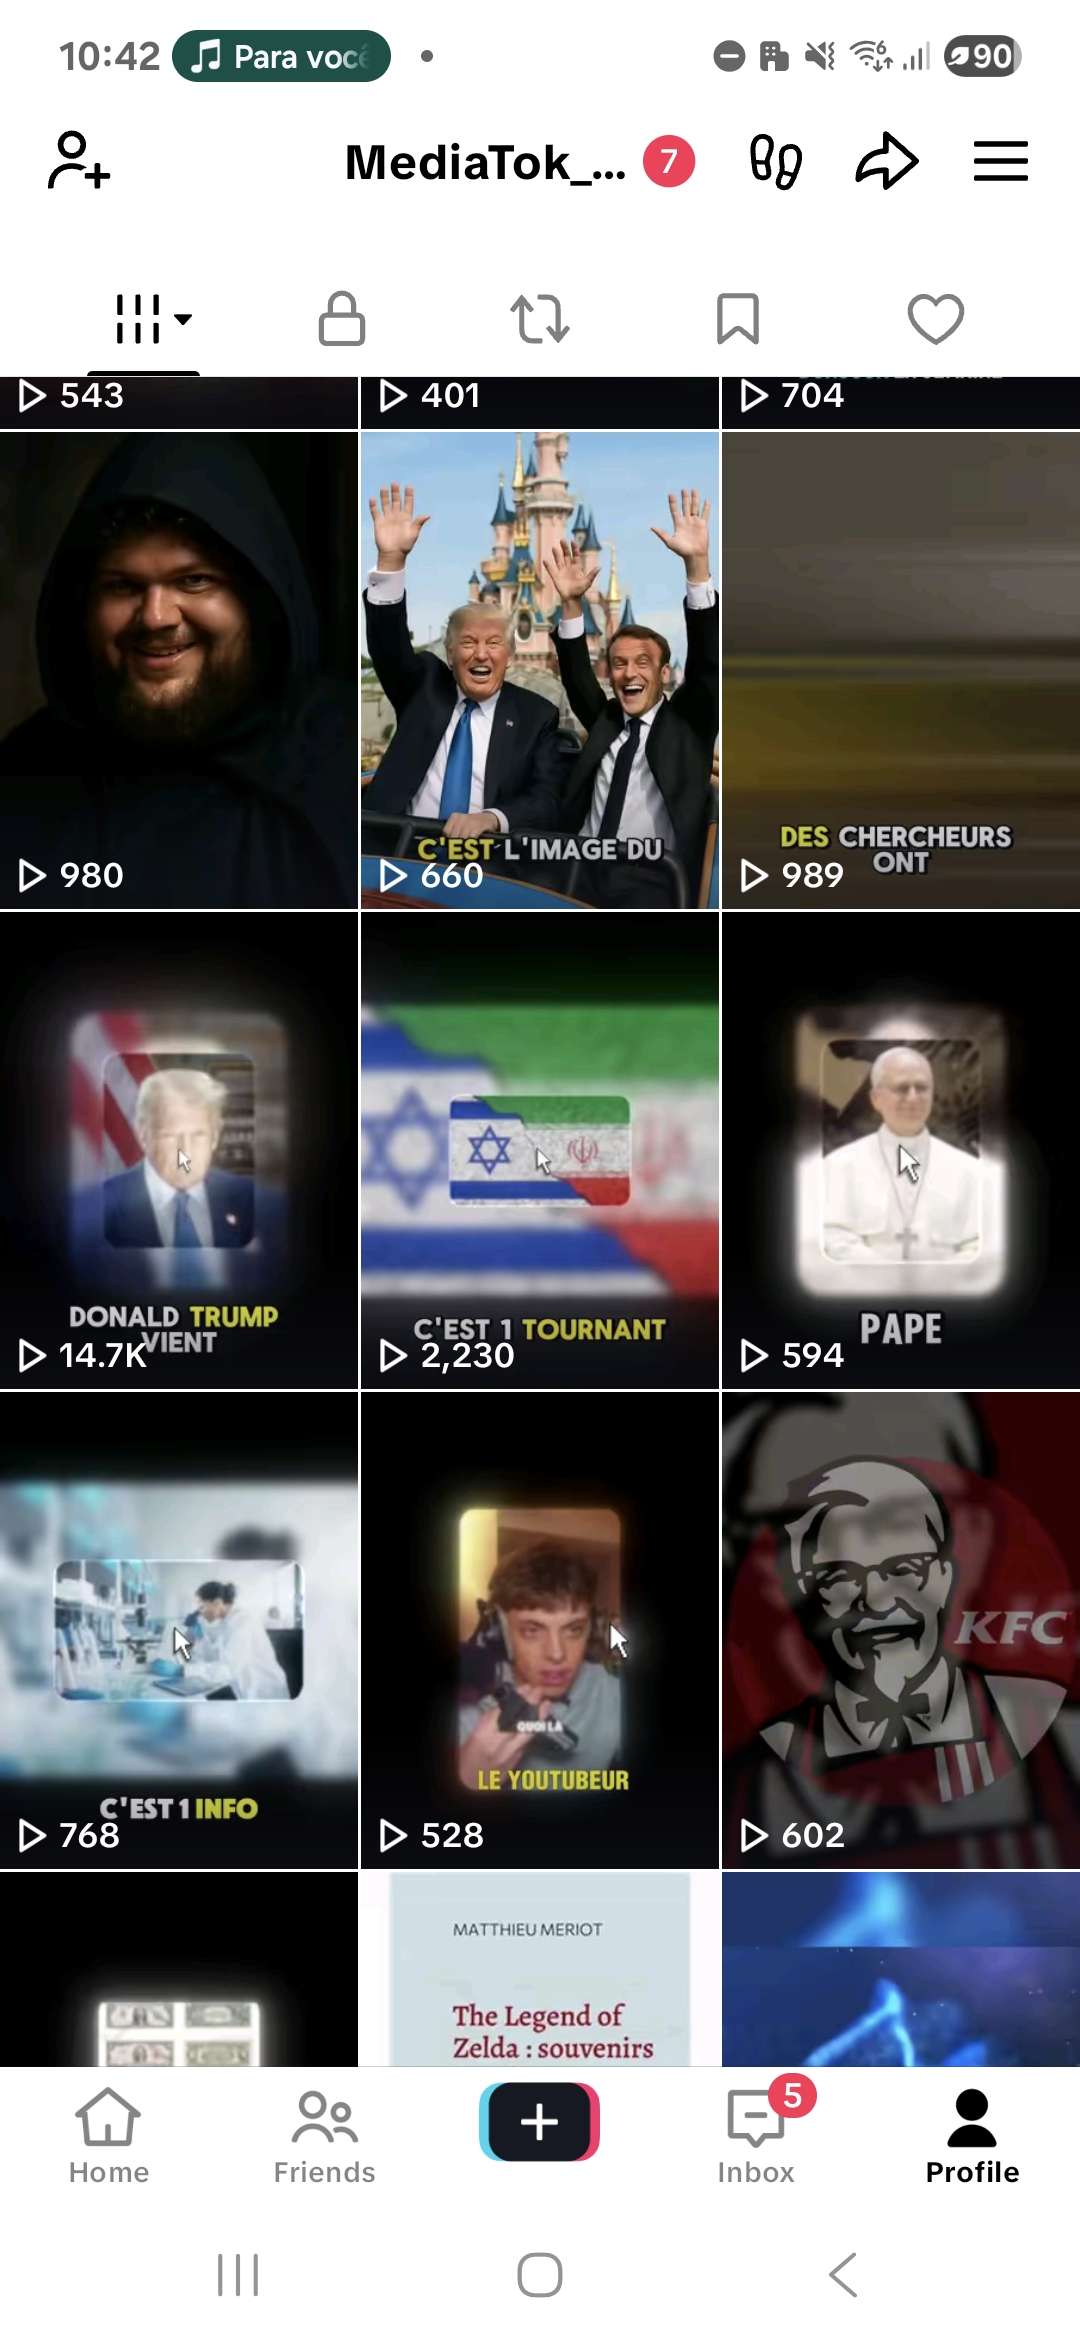 10:42
Para você
90
MediaTok_...
7
543
401
704
980
C'EST L'IMAGE DU
660
DES CHERCHEURS
ONT
989
DONALD TRUMP
VIENT
14.7K
C'EST 1 TOURNANT
2,230
PAPE
594
C'EST 1 INFO
768
QUOI LÀ
LE YOUTUBEUR
528
KFC
602
MATTHIEU MERIOT
The Legend of
Zelda : souvenirs
Home
Friends
5
Inbox
Profile